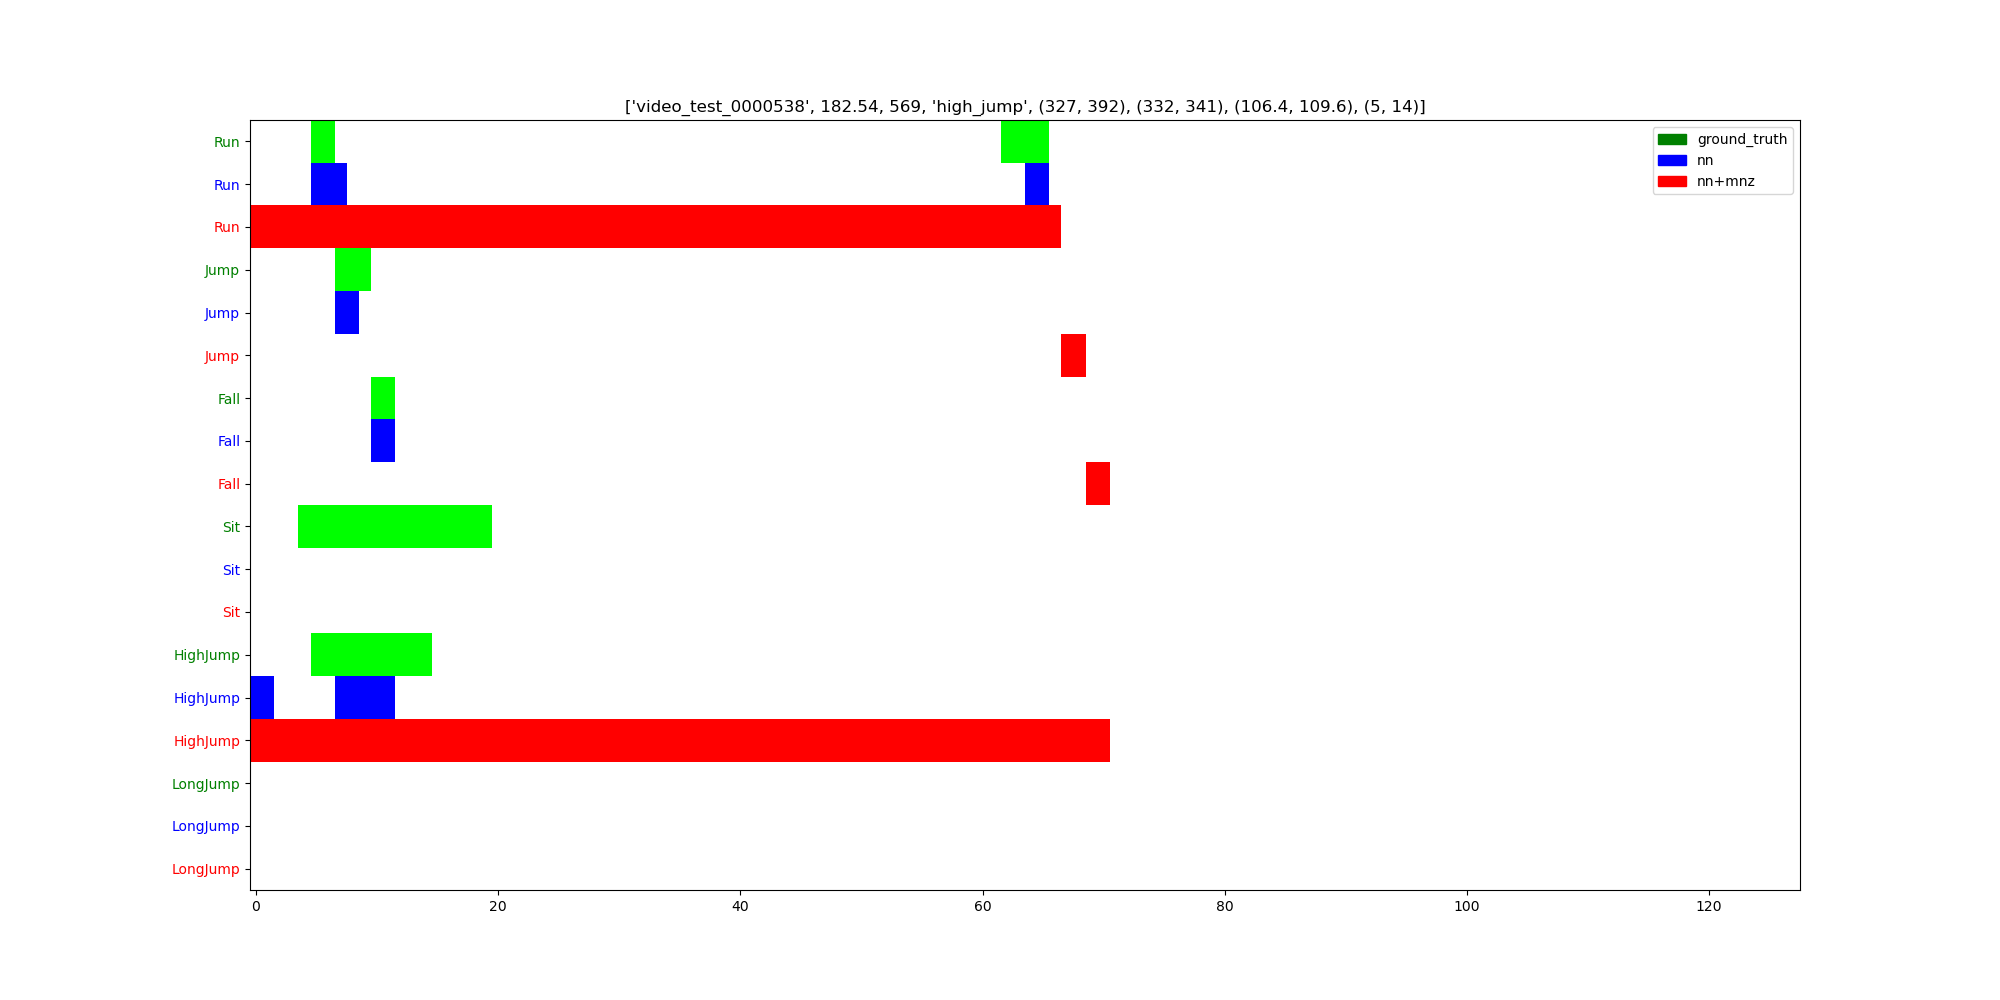 ['video_test_0000538', 182.54, 569, 'high_jump', (327, 392), (332, 341), (106.4, 109.6), (5, 14)]
ground_truth
nn
nn+mnz
Run
Run
Run
Jump
Jump
Jump
Fall
Fall
Fall
Sit
Sit
Sit
HighJump
HighJump
HighJump
LongJump
LongJump
LongJump
0 20 40 60 80 100 120